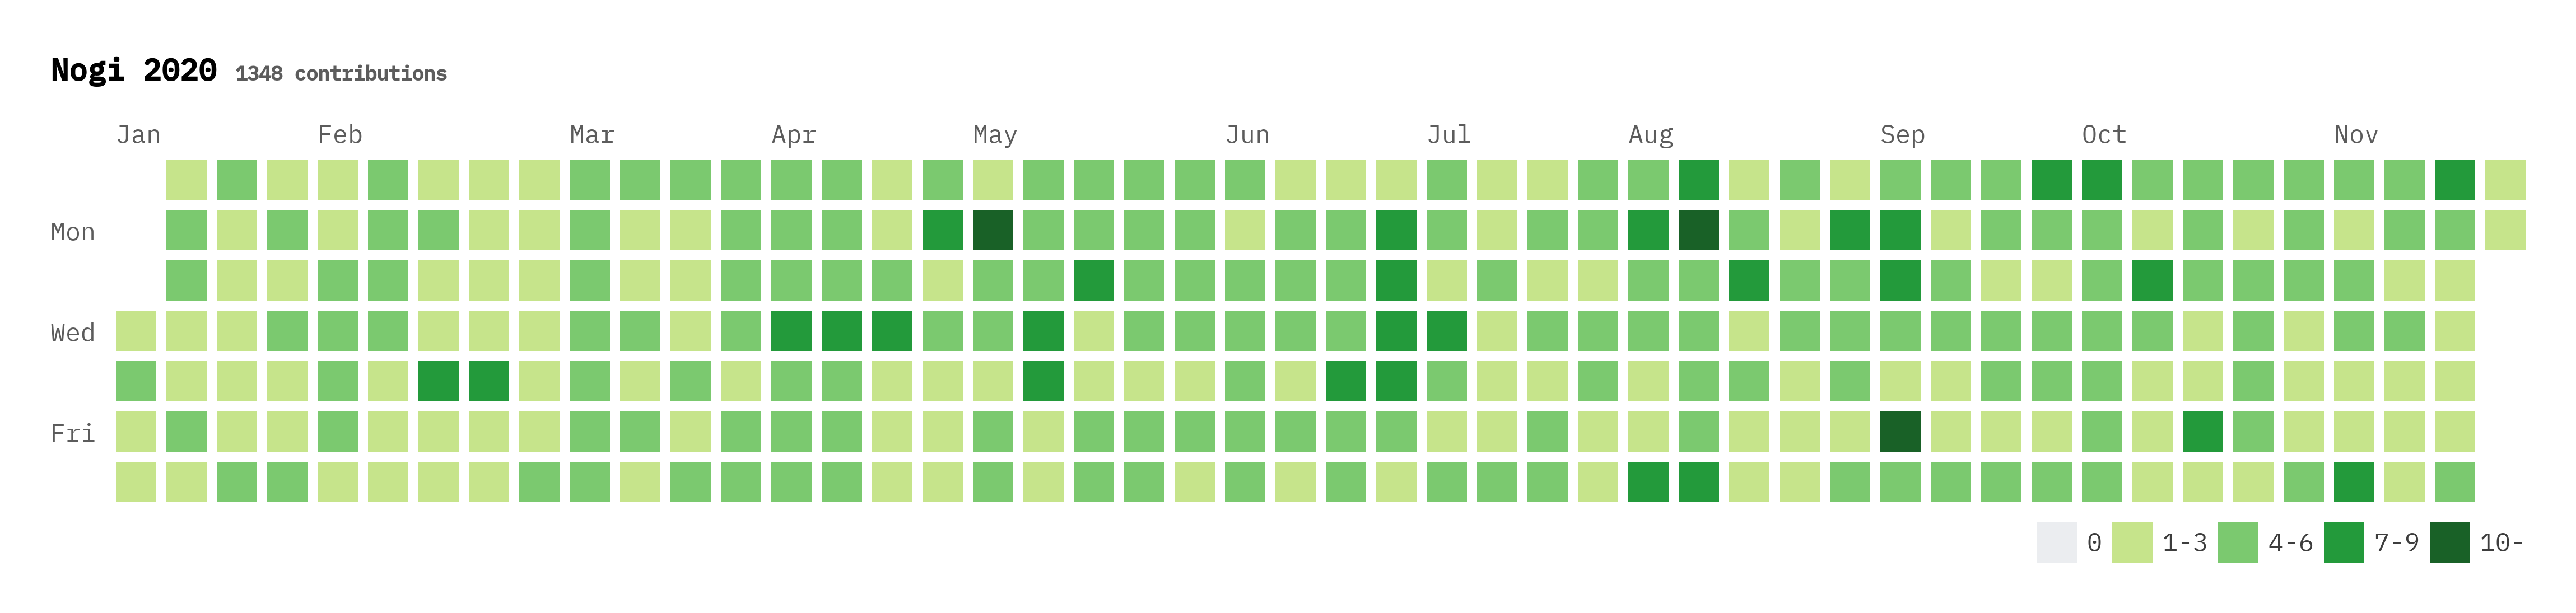 Nogi 2020 1348 contributions
Jan Feb Mar Apr May Jun Jul Aug Sep Oct Nov
Mon
Wed
Fri
0 1-3 4-6 7-9 10-